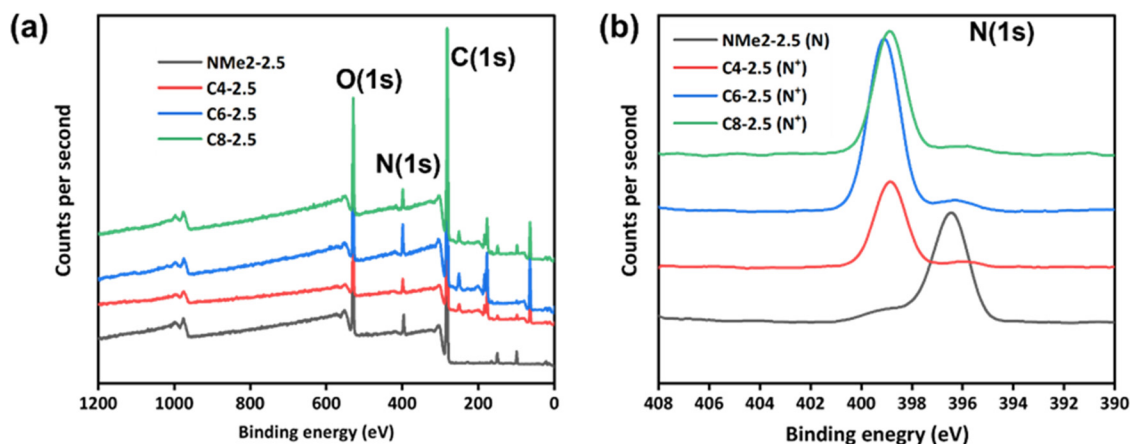 (a)
NMe2-2.5
C4-2.5
C6-2.5
C8-2.5
O(1s)
N(1s)
C(1s)
Counts per second
1200 1000 800 600 400 200 0
Binding energy (eV)
(b)
N(1s)
NMe2-2.5 (N)
C4-2.5 (N⁺)
C6-2.5 (N⁺)
C8-2.5 (N⁺)
Counts per second
408 406 404 402 400 398 396 394 392 390
Binding enegry (eV)